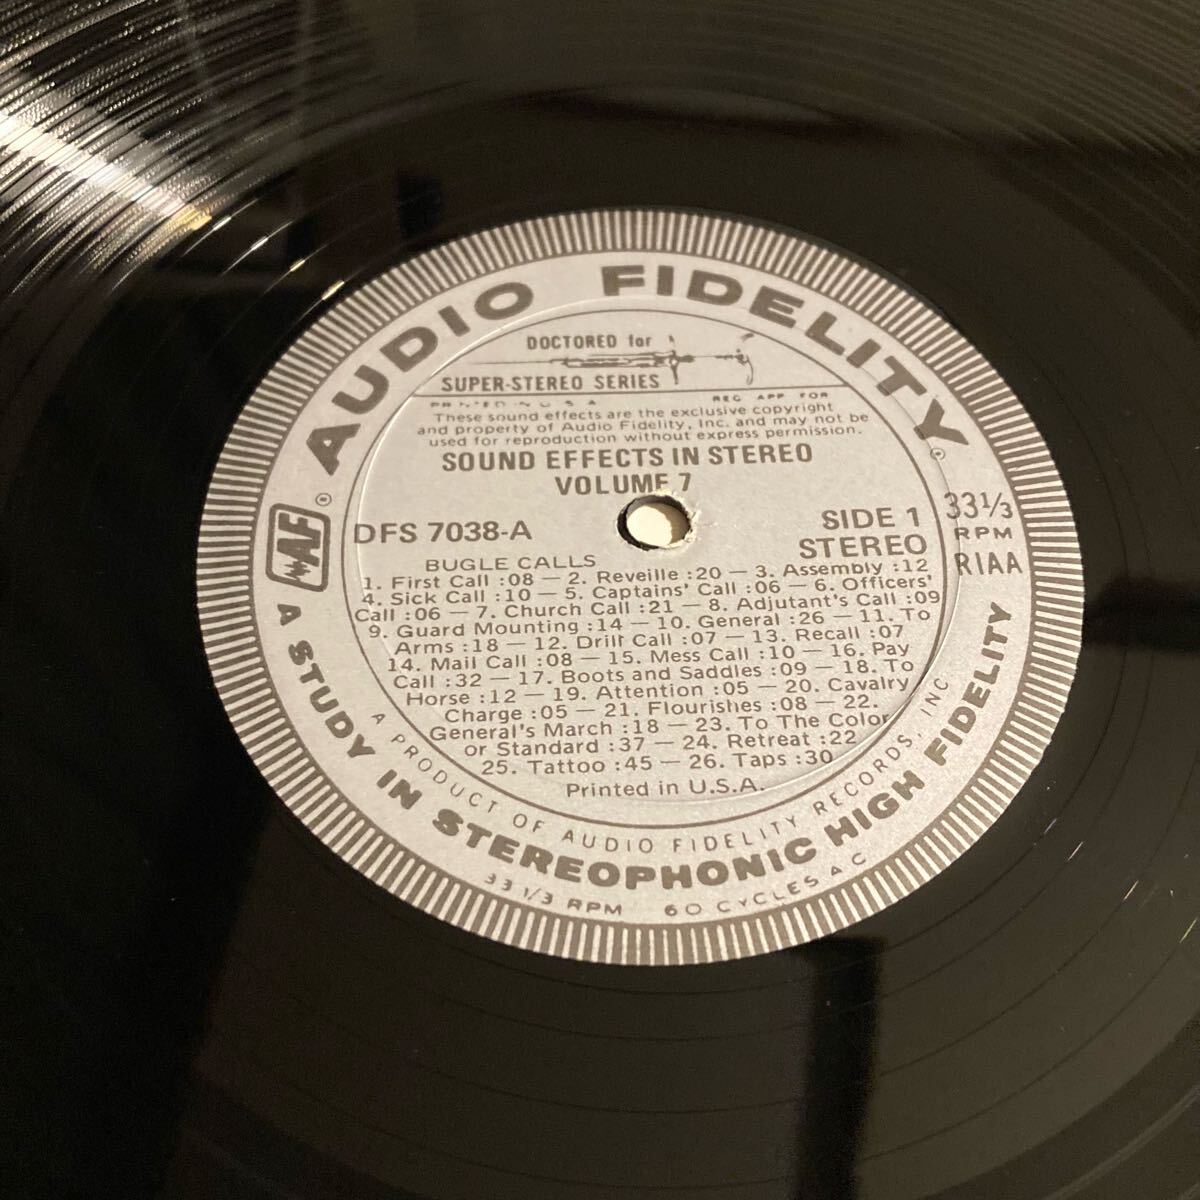 AUDIO FIDELITY
®
DOCTORED for
SUPER-STEREO SERIES
PRINTED IN U S A REG APP FOR
These sound effects are the exclusive copyright
and property of Audio Fidelity, Inc. and may not be
used for reproduction without express permission.
SOUND EFFECTS IN STEREO
VOLUME 7
AF ®
DFS 7038-A
SIDE 1
STEREO
33⅓
RPM
RIAA
BUGLE CALLS
1. First Call :08 — 2. Reveille :20 — 3. Assembly :12
4. Sick Call :10 — 5. Captains' Call :06 — 6. Officers'
Call :06 — 7. Church Call :21 — 8. Adjutant's Call :09
9. Guard Mounting :14 — 10. General :26 — 11. To
Arms :18 — 12. Drill Call :07 — 13. Recall :07
14. Mail Call :08 — 15. Mess Call :10 — 16. Pay
Call :32 — 17. Boots and Saddles :09 — 18. To
Horse :12 — 19. Attention :05 — 20. Cavalry
Charge :05 — 21. Flourishes :08 — 22.
General's March :18 — 23. To The Color
or Standard :37 — 24. Retreat :22
25. Tattoo :45 — 26. Taps :30
Printed in U.S.A.
A PRODUCT OF AUDIO FIDELITY RECORDS, INC
A STUDY IN STEREOPHONIC HIGH FIDELITY
33 1/3 RPM 60 CYCLES A C